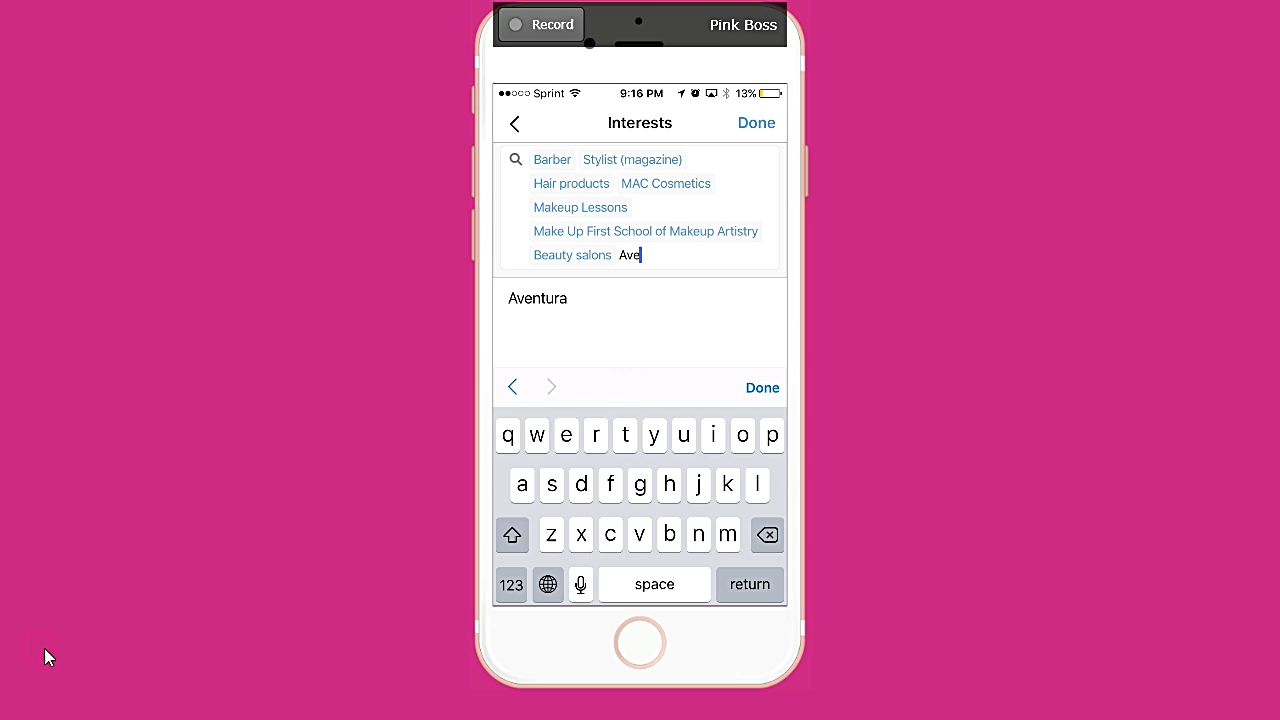 Record Pink Boss
Sprint 9:16 PM 13%
Interests Done
Barber Stylist (magazine)
Hair products MAC Cosmetics
Makeup Lessons
Make Up First School of Makeup Artistry
Beauty salons Ave
Aventura
Done
q w e r t y u i o p
a s d f g h j k l
z x c v b n m
123 space return